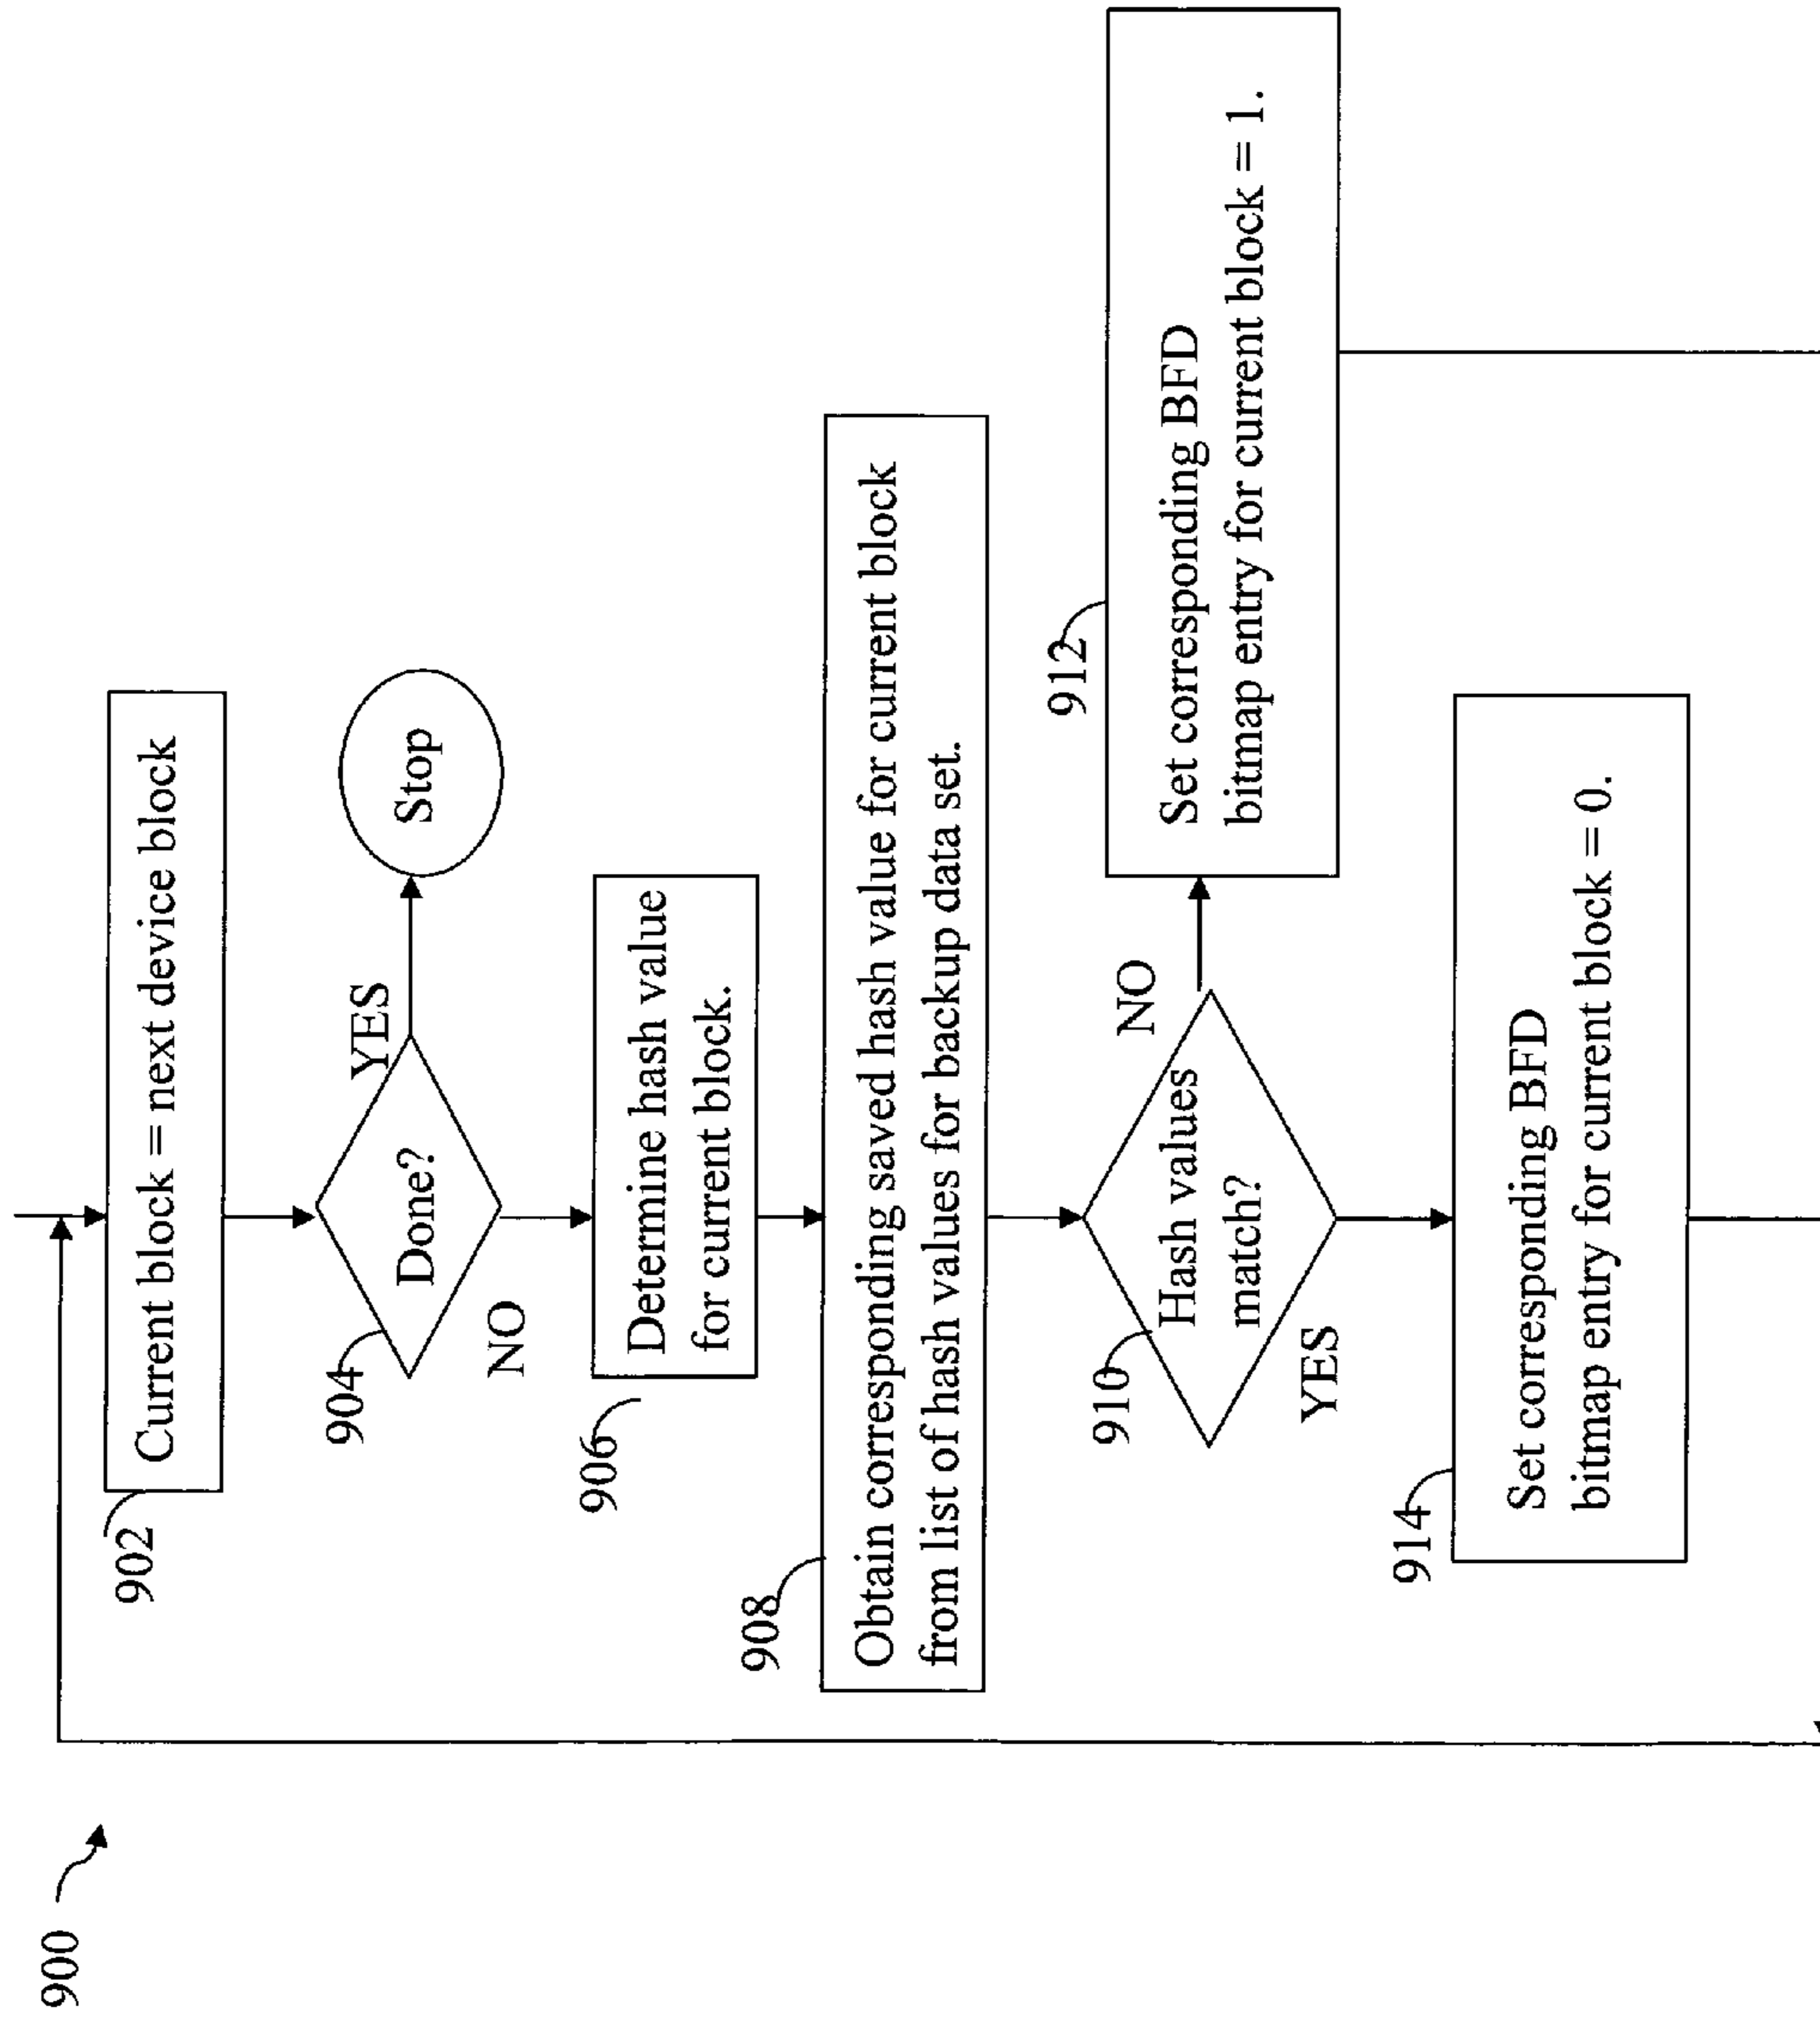 900
902
Current block = next device block
904
Done?
YES
Stop
NO
906
Determine hash value
for current block.
908
Obtain corresponding saved hash value for current block
from list of hash values for backup data set.
910
Hash values
match?
NO
912
Set corresponding BFD
bitmap entry for current block = 1.
YES
914
Set corresponding BFD
bitmap entry for current block = 0.